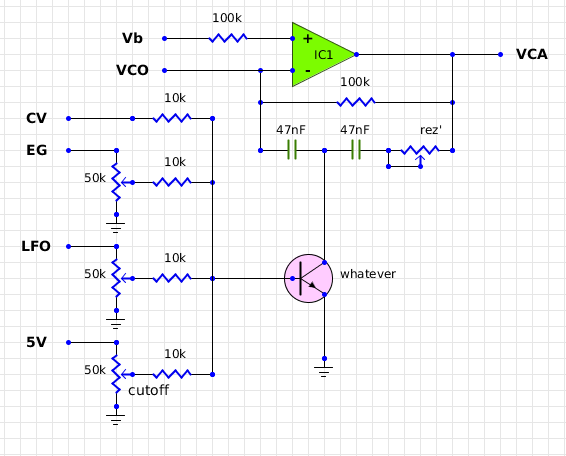 100k
Vb
+
IC1
VCA
VCO
-
100k
10k
CV
47nF
47nF
rez'
EG
10k
50k
LFO
10k
50k
whatever
5V
10k
50k
cutoff